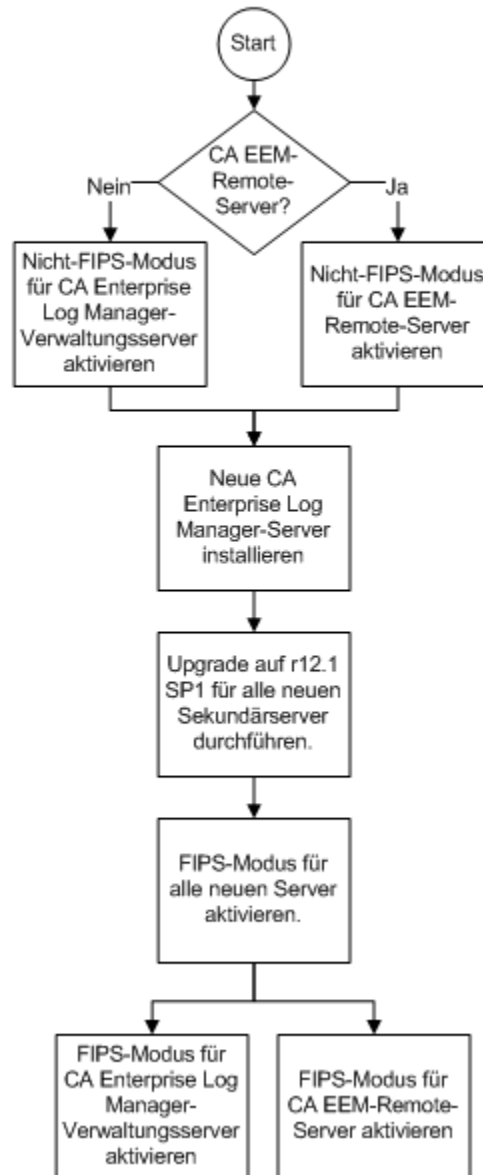 Start
CA EEM-
Remote-
Server?
Nein
Ja
Nicht-FIPS-Modus
für CA Enterprise
Log Manager-
Verwaltungsserver
aktivieren
Nicht-FIPS-Modus
für CA EEM-
Remote-Server
aktivieren
Neue CA
Enterprise Log
Manager-Server
installieren
Upgrade auf r12.1
SP1 für alle neuen
Sekundärserver
durchführen.
FIPS-Modus für
alle neuen Server
aktivieren.
FIPS-Modus für
CA Enterprise Log
Manager-
Verwaltungsserver
aktivieren
FIPS-Modus für
CA EEM-Remote-
Server aktivieren